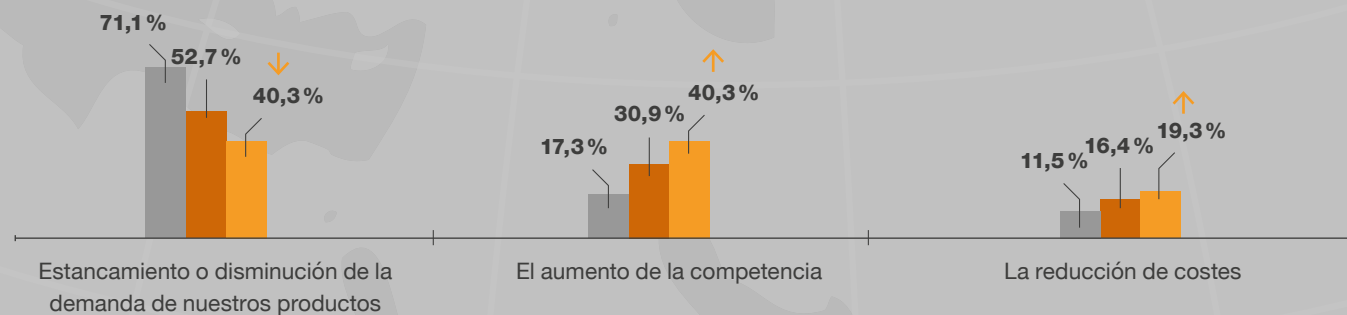 71,1 %
52,7 %
40,3 %
17,3 %
30,9 %
40,3 %
11,5 %
16,4 %
19,3 %
Estancamiento o disminución de la
demanda de nuestros productos
El aumento de la competencia
La reducción de costes